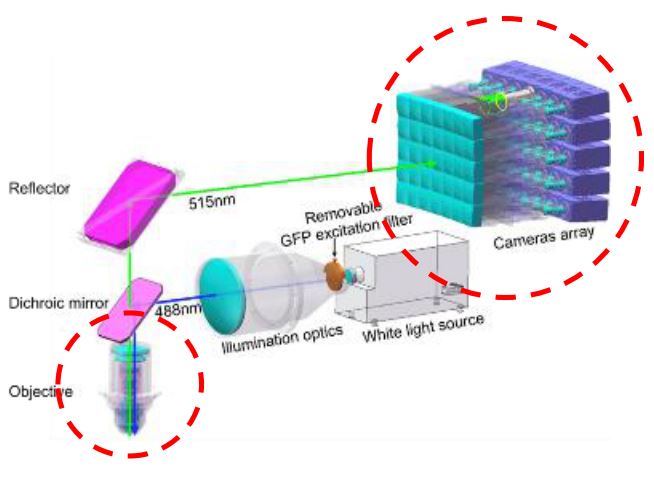 Reflector
515nm
Removable
GFP excitation filter
Cameras array
Dichroic mirror
488nm
Illumination optics
White light source
Objective